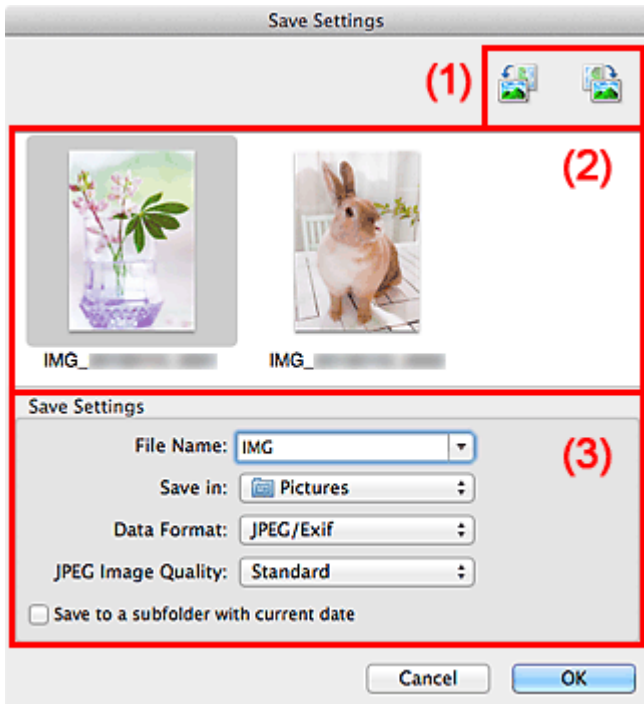 Save Settings
(1)
(2)
IMG_
IMG_
Save Settings
(3)
File Name: IMG
Save in: Pictures
Data Format: JPEG/Exif
JPEG Image Quality: Standard
Save to a subfolder with current date
Cancel OK